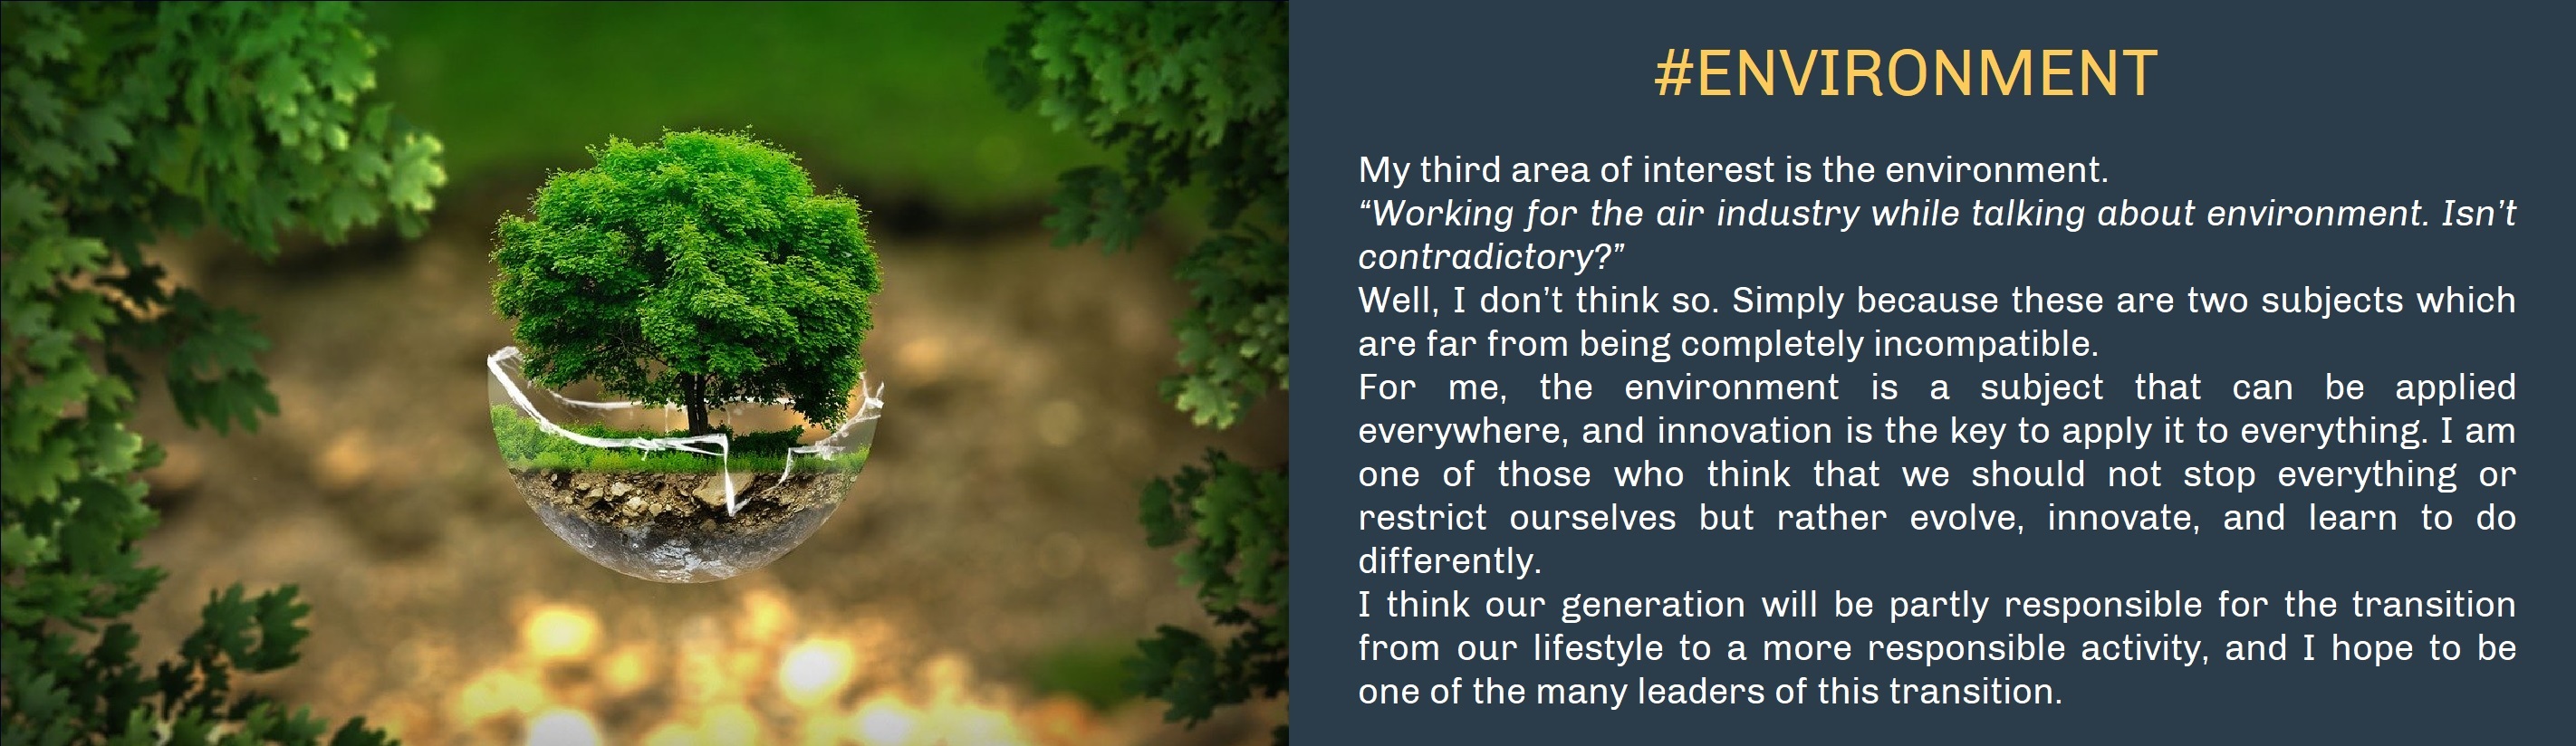 #ENVIRONMENT
My third area of interest is the environment.
“Working for the air industry while talking about environment. Isn’t
contradictory?”
Well, I don’t think so. Simply because these are two subjects which
are far from being completely incompatible.
For me, the environment is a subject that can be applied
everywhere, and innovation is the key to apply it to everything. I am
one of those who think that we should not stop everything or
restrict ourselves but rather evolve, innovate, and learn to do
differently.
I think our generation will be partly responsible for the transition
from our lifestyle to a more responsible activity, and I hope to be
one of the many leaders of this transition.